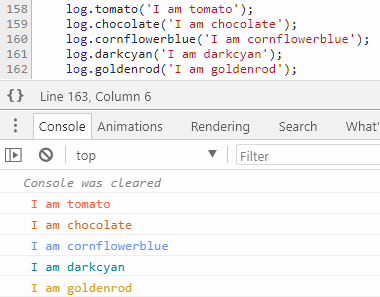 158 log.tomato('I am tomato');
159 log.chocolate('I am chocolate');
160 log.cornflowerblue('I am cornflowerblue');
161 log.darkcyan('I am darkcyan');
162 log.goldenrod('I am goldenrod');
{} Line 163, Column 6
Console Animations Rendering Search What'
top Filter
Console was cleared
I am tomato
I am chocolate
I am cornflowerblue
I am darkcyan
I am goldenrod